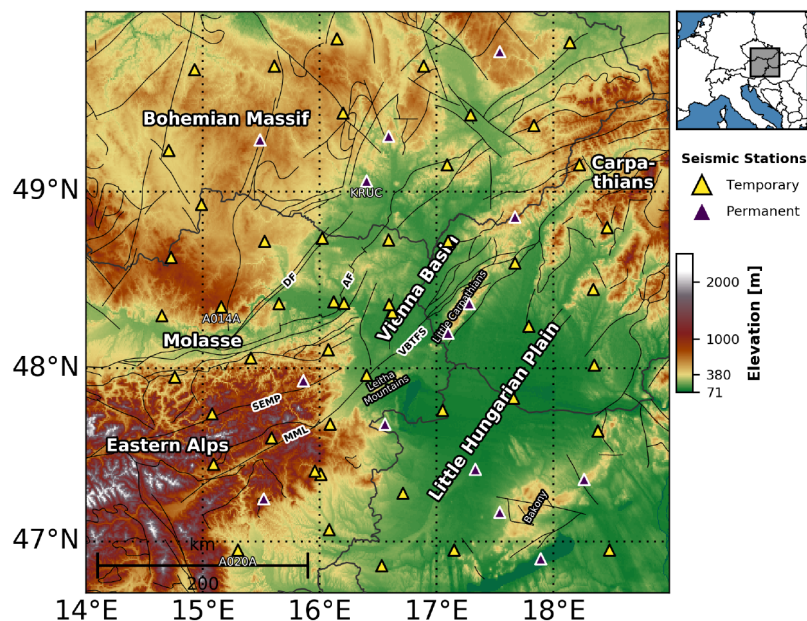 Bohemian Massif
Carpa-
thians
KRUC
49°N
DF
AF
Vienna Basin
Little Carpathians
A014A
Molasse
VBTFS
48°N
Leitha
Mountains
SEMP
MML
Eastern Alps
Little Hungarian Plain
Bakony
47°N
km
A020A
200
14°E
15°E
16°E
17°E
18°E
Seismic Stations
Temporary
Permanent
2000
1000
380
71
Elevation [m]